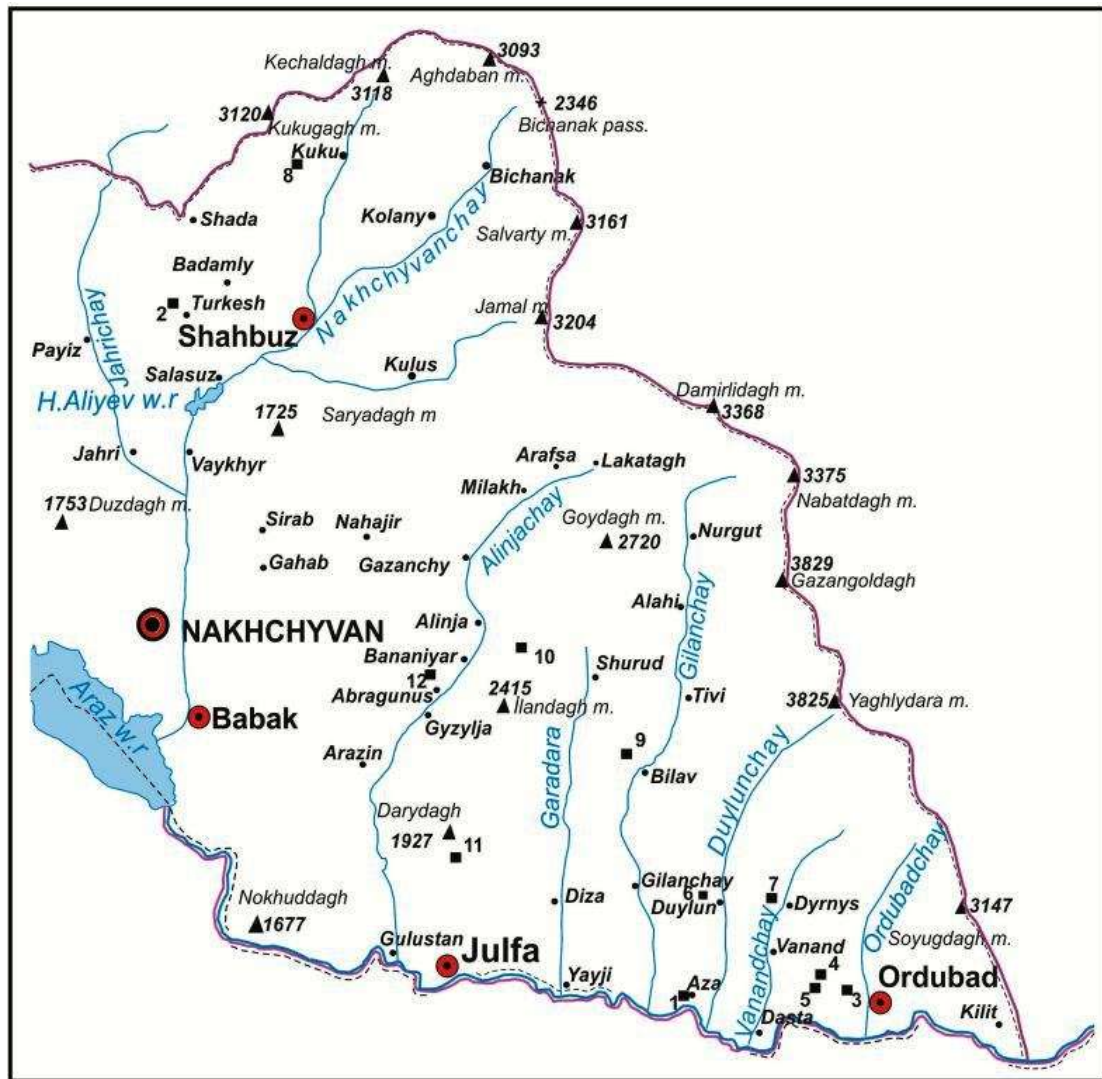 3093
Kechaldagh m.
3118
Aghdaban m.
3120
2346
Bichanak pass.
Kukugagh m.
Kuku
8
Bichanak
Shada
Kolany
Nakhchyvanchay
3161
Salvarty m.
Badamly
2
Turkesh
Jamal m
3204
Shahbuz
Payiz
Jahrichay
Salasuz
Kulus
H.Aliyev w.r
Damirlidagh m.
3368
1725
Saryadagh m
Jahri
Vaykhyr
Arafsa
Lakatagh
Milakh
3375
Nabatdagh m.
1753
Duzdagh m.
Sirab
Nahajir
Alinjachay
Goydagh m.
2720
Nurgut
Gahab
Gazanchy
3829
Gazangoldagh
Alahi
Gilanchay
NAKHCHYVAN
Alinja
Bananiyar
10
Shurud
12
Abragunus
2415
Ilandagh m.
Tivi
3825
Yaghlydara m.
Araz w.r
Babak
Gyzylja
Arazin
9
Bilav
Garadara
Duylunchay
Darydagh
1927
11
Nokhuddagh
1677
Gilanchay
6
7
Diza
Duylun
Dyrnys
Ordubadchay
3147
Soyugdagh m.
Gulustan
Julfa
Vanand
Vanandchay
4
5
3
Ordubad
Yayji
1
Aza
Dasta
Kilit